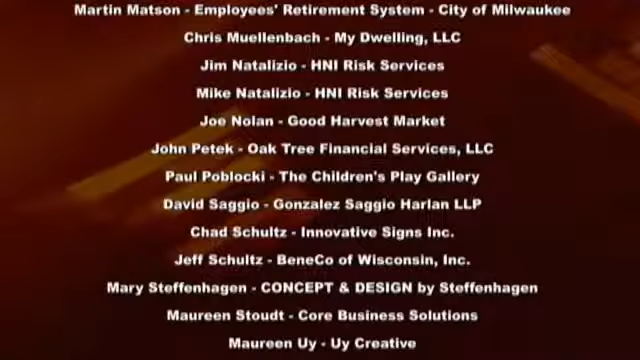 Martin Matson - Employees' Retirement System - City of Milwaukee
Chris Muellenbach - My Dwelling, LLC
Jim Natalizio - HNI Risk Services
Mike Natalizio - HNI Risk Services
Joe Nolan - Good Harvest Market
John Petek - Oak Tree Financial Services, LLC
Paul Poblocki - The Children's Play Gallery
David Saggio - Gonzalez Saggio Harlan LLP
Chad Schultz - Innovative Signs Inc.
Jeff Schultz - BeneCo of Wisconsin, Inc.
Mary Steffenhagen - CONCEPT & DESIGN by Steffenhagen
Maureen Stoudt - Core Business Solutions
Maureen Uy - Uy Creative